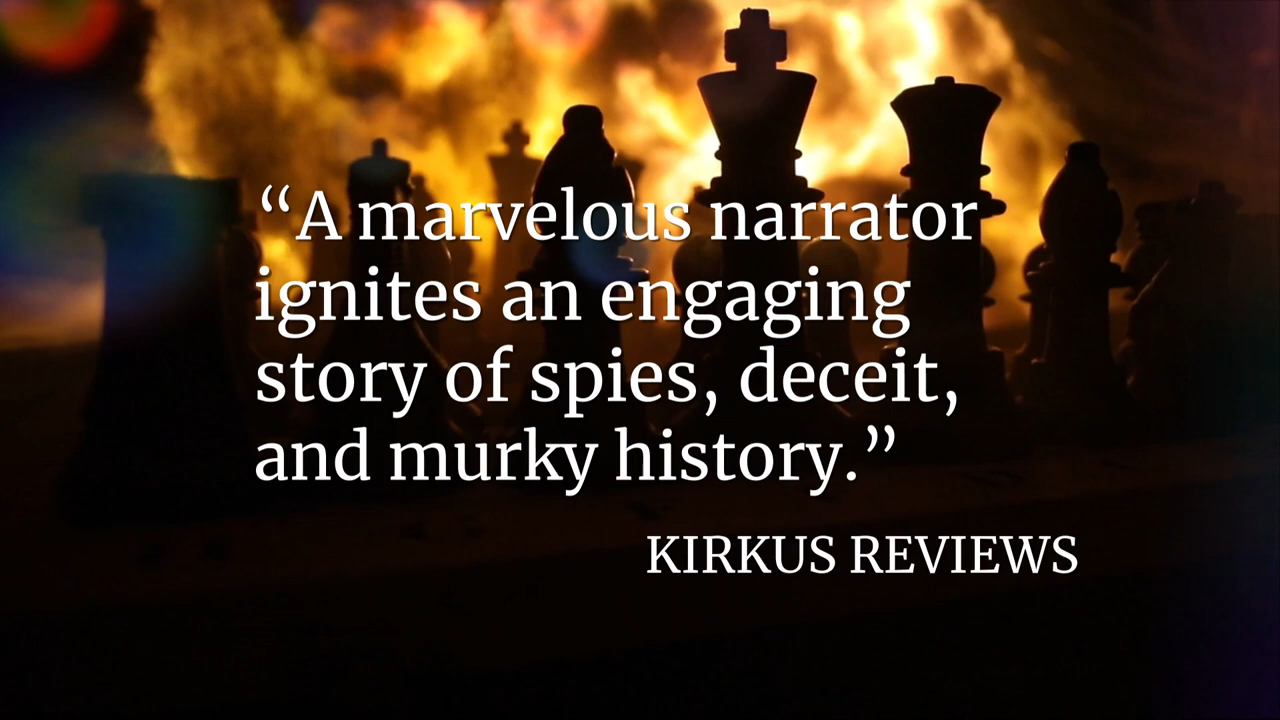 “A marvelous narrator
ignites an engaging
story of spies, deceit,
and murky history.”
KIRKUS REVIEWS